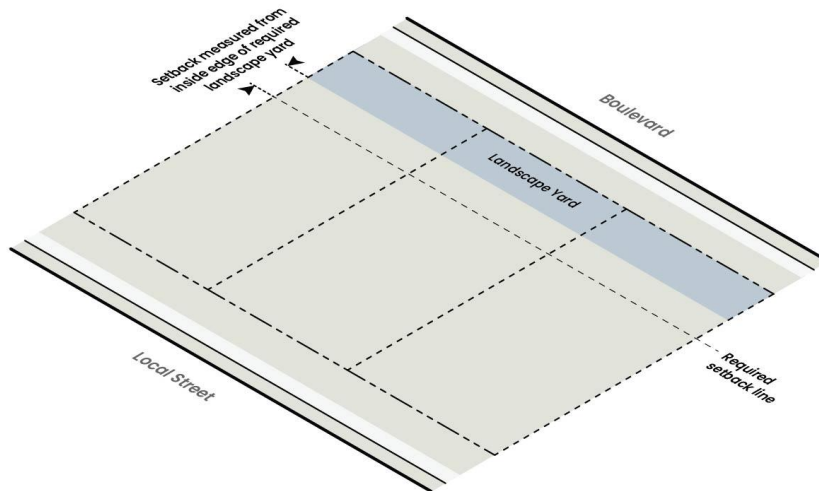 Setback measured from
inside edge of required
landscape yard
Boulevard
Landscape Yard
Required
setback line
Local Street